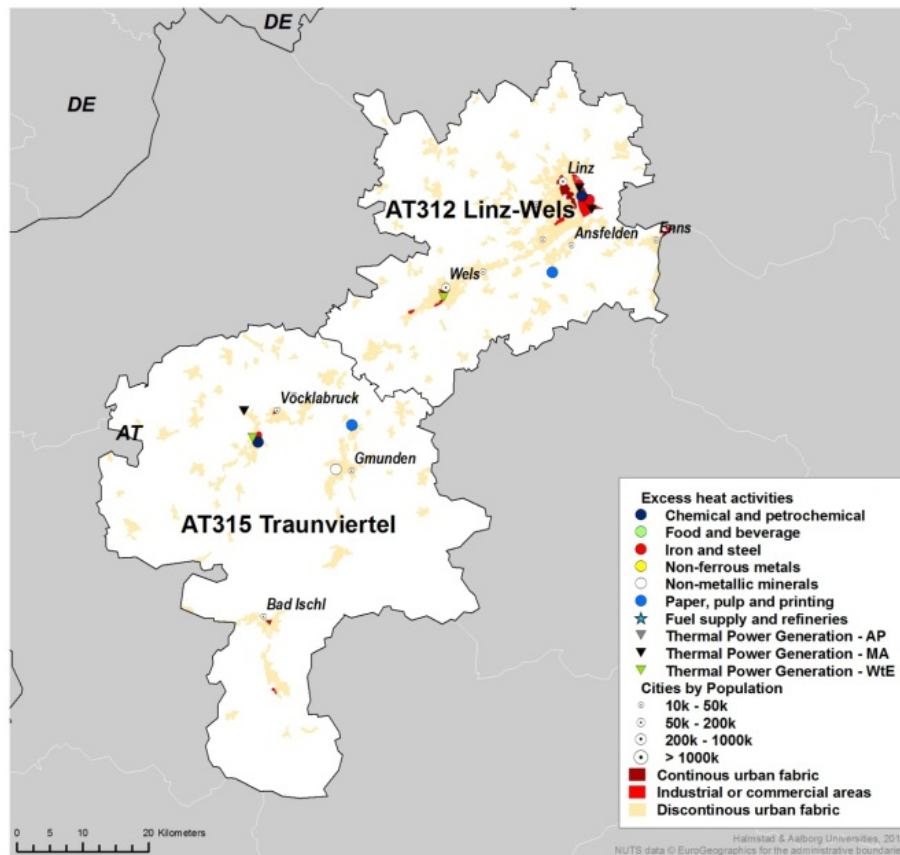 DE
DE
Linz
AT312 Linz-Wels
Ansfelden
Enns
Wels
Vöcklabruck
AT
Gmunden
AT315 Traunviertel
Bad Ischl
Excess heat activities
Chemical and petrochemical
Food and beverage
Iron and steel
Non-ferrous metals
Non-metallic minerals
Paper, pulp and printing
Fuel supply and refineries
Thermal Power Generation - AP
Thermal Power Generation - MA
Thermal Power Generation - WtE
Cities by Population
10k - 50k
50k - 200k
200k - 1000k
> 1000k
Continous urban fabric
Industrial or commercial areas
Discontinous urban fabric
0 5 10 20 Kilometers
Halmstad & Aalborg Universities, 201
NUTS data © EuroGeographics for the administrative boundarie